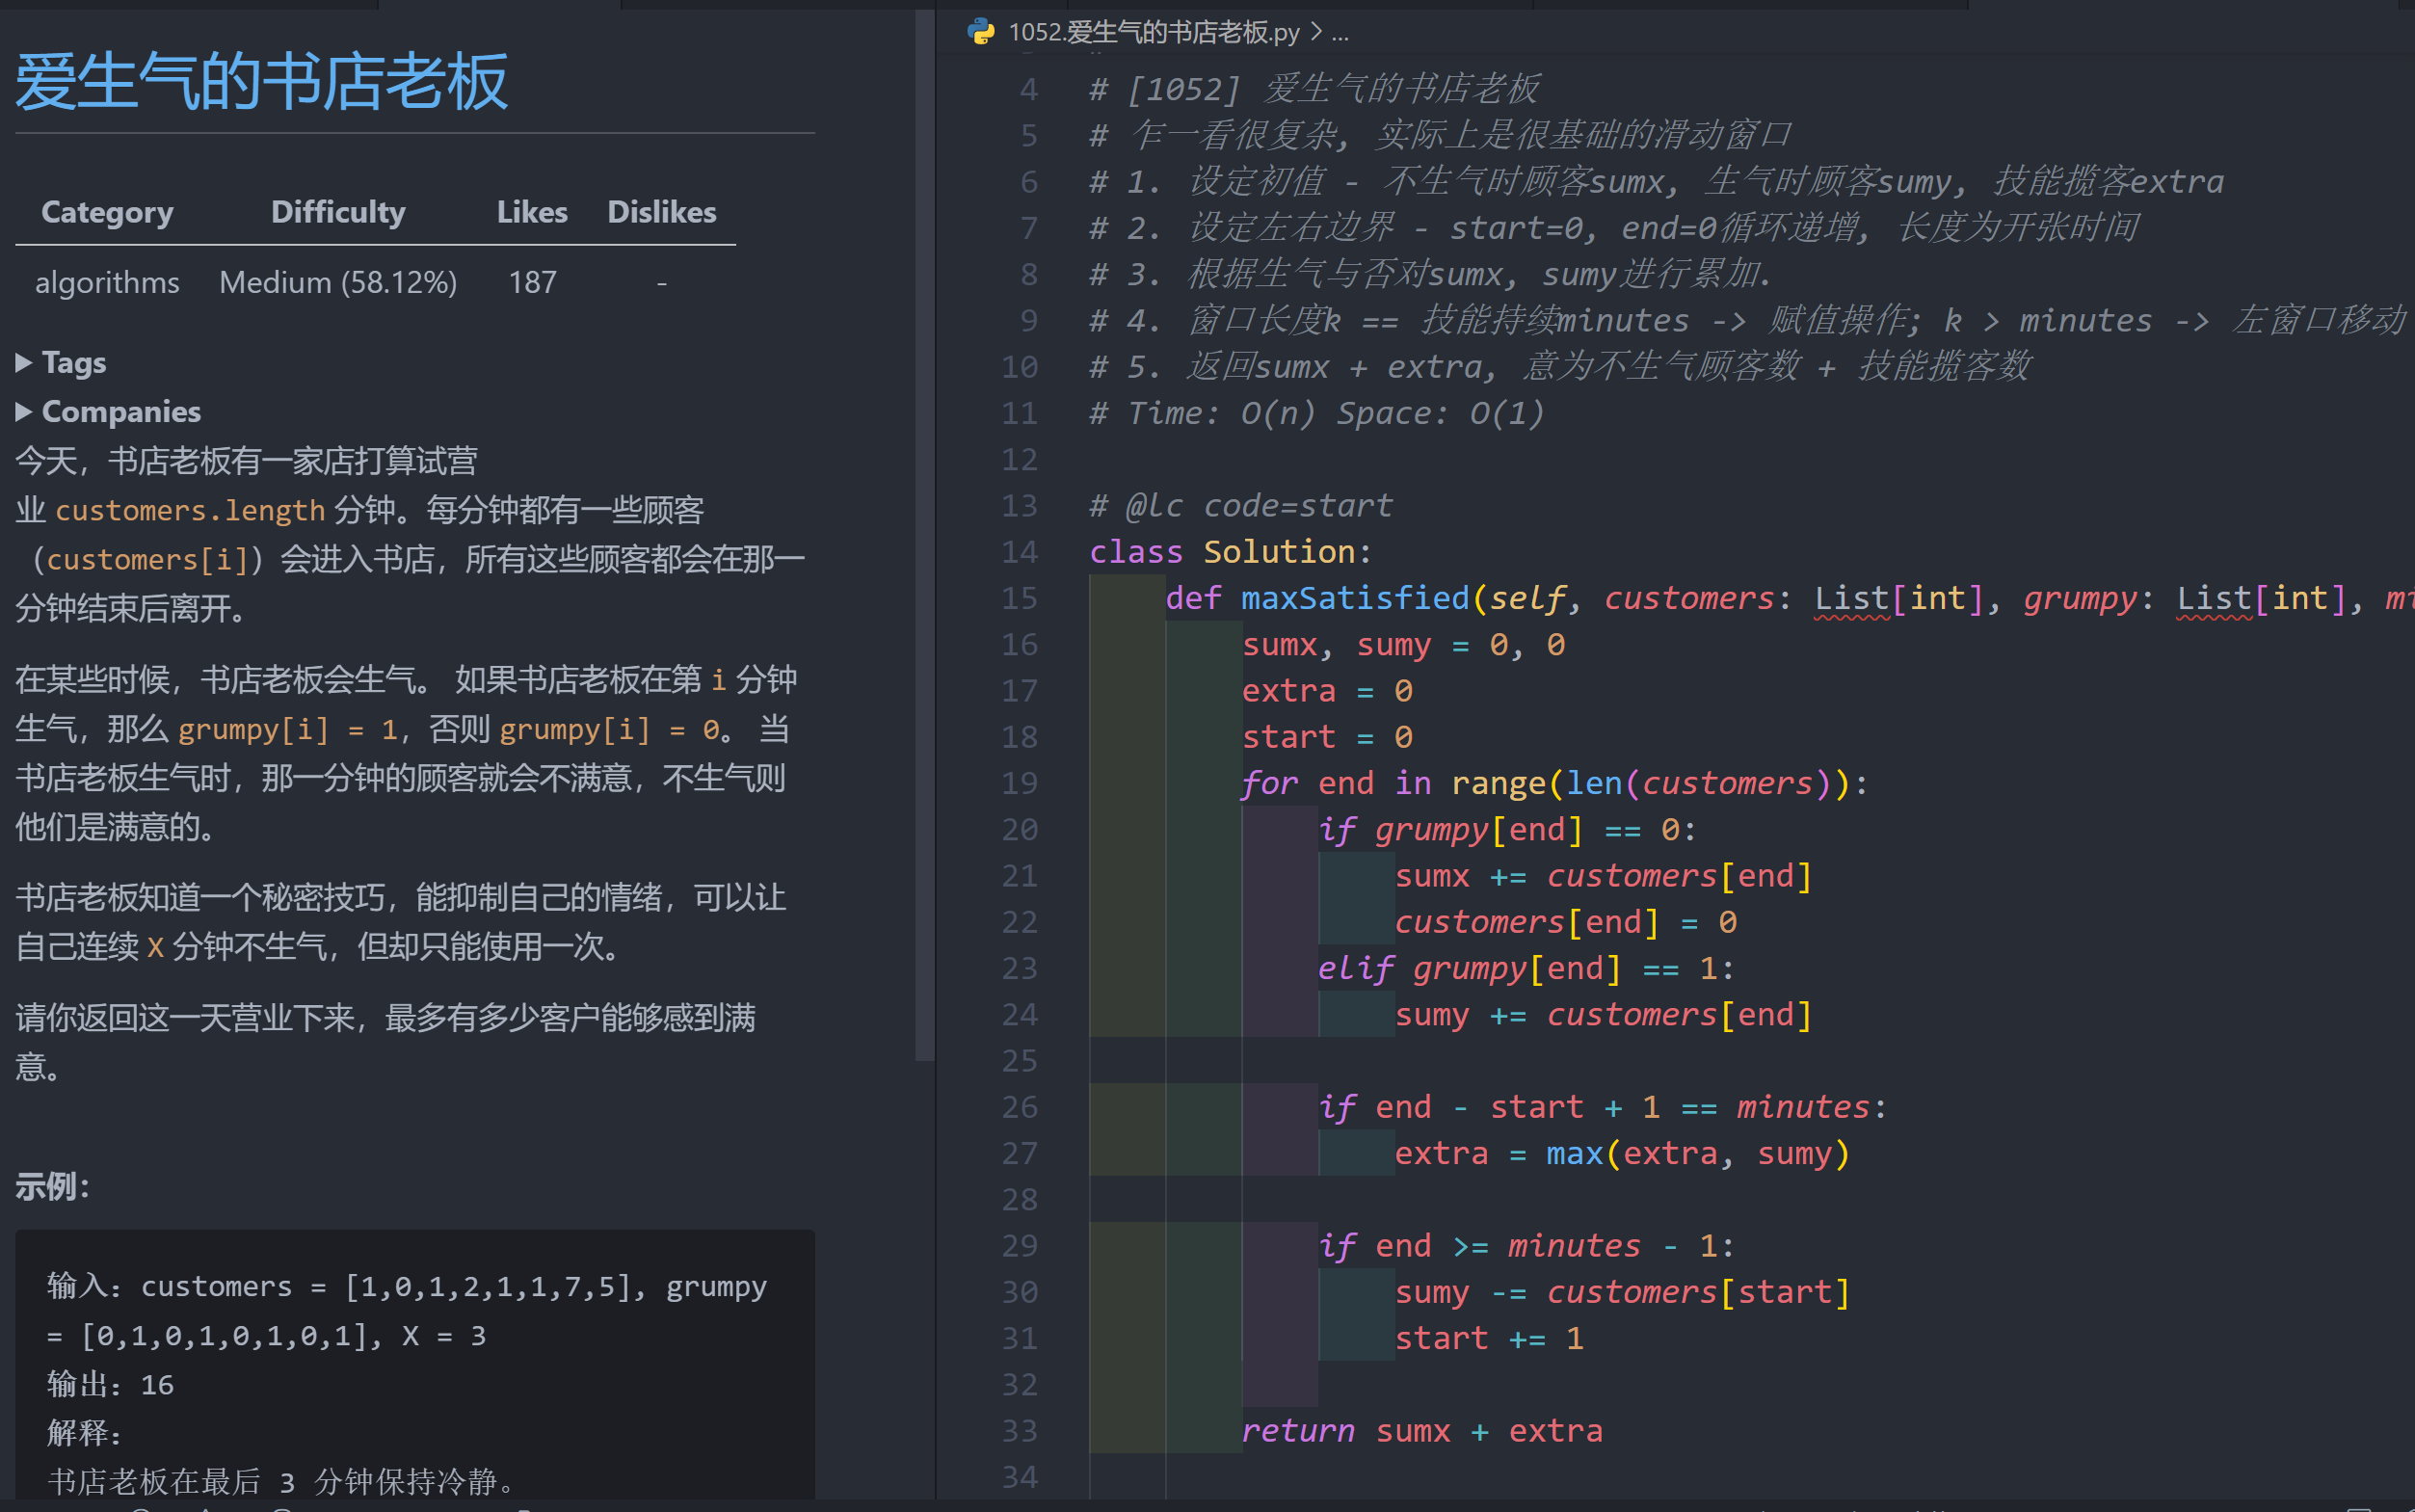 爱生气的书店老板
Category Difficulty Likes Dislikes
algorithms Medium (58.12%) 187 -
Tags
Companies
今天，书店老板有一家店打算试营
业 customers.length 分钟。每分钟都有一些顾客
（customers[i]）会进入书店，所有这些顾客都会在那一
分钟结束后离开。
在某些时候，书店老板会生气。 如果书店老板在第 i 分钟
生气，那么 grumpy[i] = 1，否则 grumpy[i] = 0。 当
书店老板生气时，那一分钟的顾客就会不满意，不生气则
他们是满意的。
书店老板知道一个秘密技巧，能抑制自己的情绪，可以让
自己连续 X 分钟不生气，但却只能使用一次。
请你返回这一天营业下来，最多有多少客户能够感到满
意。
示例：
输入：customers = [1,0,1,2,1,1,7,5], grumpy
= [0,1,0,1,0,1,0,1], X = 3
输出：16
解释：
书店老板在最后 3 分钟保持冷静。
1052.爱生气的书店老板.py > ...
4 # [1052] 爱生气的书店老板
5 # 乍一看很复杂, 实际上是很基础的滑动窗口
6 # 1. 设定初值 - 不生气时顾客sumx, 生气时顾客sumy, 技能揽客extra
7 # 2. 设定左右边界 - start=0, end=0循环递增, 长度为开张时间
8 # 3. 根据生气与否对sumx, sumy进行累加.
9 # 4. 窗口长度k == 技能持续minutes -> 赋值操作; k > minutes -> 左窗口移动
10 # 5. 返回sumx + extra, 意为不生气顾客数 + 技能揽客数
11 # Time: O(n) Space: O(1)
12
13 # @lc code=start
14 class Solution:
15 def maxSatisfied(self, customers: List[int], grumpy: List[int], mi
16 sumx, sumy = 0, 0
17 extra = 0
18 start = 0
19 for end in range(len(customers)):
20 if grumpy[end] == 0:
21 sumx += customers[end]
22 customers[end] = 0
23 elif grumpy[end] == 1:
24 sumy += customers[end]
25
26 if end - start + 1 == minutes:
27 extra = max(extra, sumy)
28
29 if end >= minutes - 1:
30 sumy -= customers[start]
31 start += 1
32
33 return sumx + extra
34